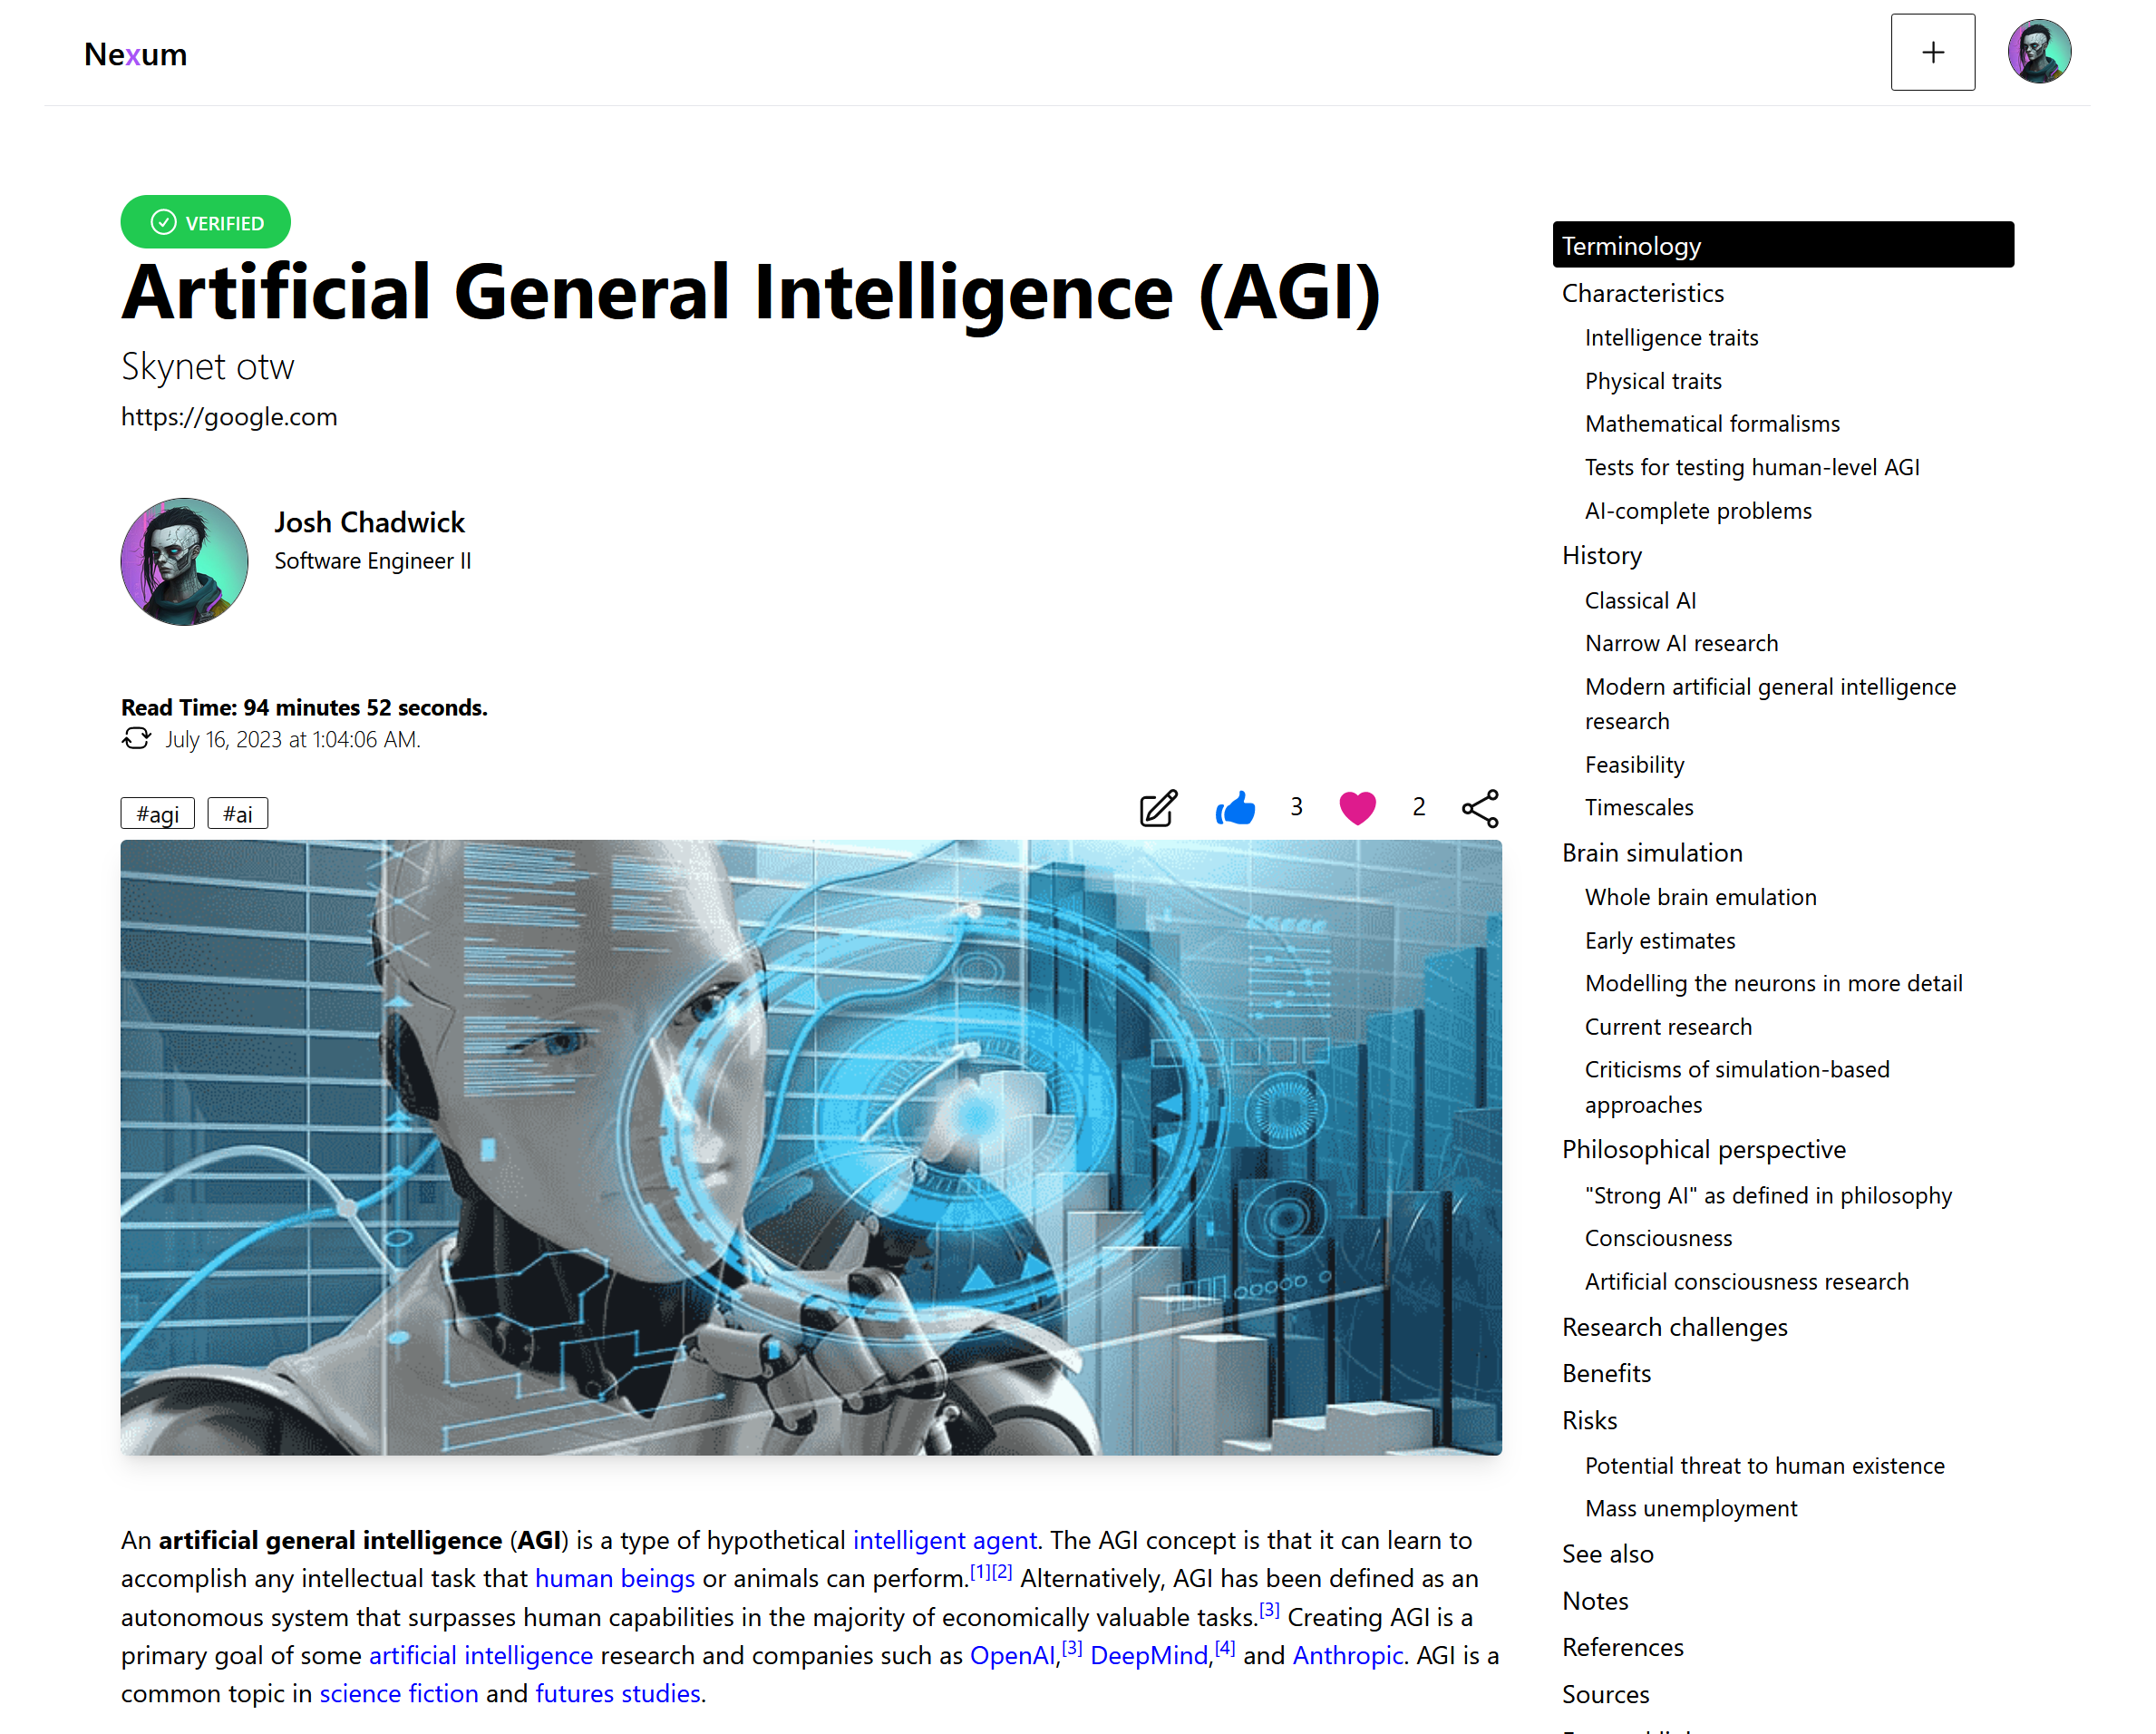 Nexum
VERIFIED
Artificial General Intelligence (AGI)
Skynet otw
https://google.com
Josh Chadwick
Software Engineer II
Read Time: 94 minutes 52 seconds.
July 16, 2023 at 1:04:06 AM.
#agi #ai
3 2
An artificial general intelligence (AGI) is a type of hypothetical intelligent agent. The AGI concept is that it can learn to
accomplish any intellectual task that human beings or animals can perform.[1][2] Alternatively, AGI has been defined as an
autonomous system that surpasses human capabilities in the majority of economically valuable tasks.[3] Creating AGI is a
primary goal of some artificial intelligence research and companies such as OpenAI,[3] DeepMind,[4] and Anthropic. AGI is a
common topic in science fiction and futures studies.
Terminology
Characteristics
Intelligence traits
Physical traits
Mathematical formalisms
Tests for testing human-level AGI
AI-complete problems
History
Classical AI
Narrow AI research
Modern artificial general intelligence
research
Feasibility
Timescales
Brain simulation
Whole brain emulation
Early estimates
Modelling the neurons in more detail
Current research
Criticisms of simulation-based
approaches
Philosophical perspective
"Strong AI" as defined in philosophy
Consciousness
Artificial consciousness research
Research challenges
Benefits
Risks
Potential threat to human existence
Mass unemployment
See also
Notes
References
Sources